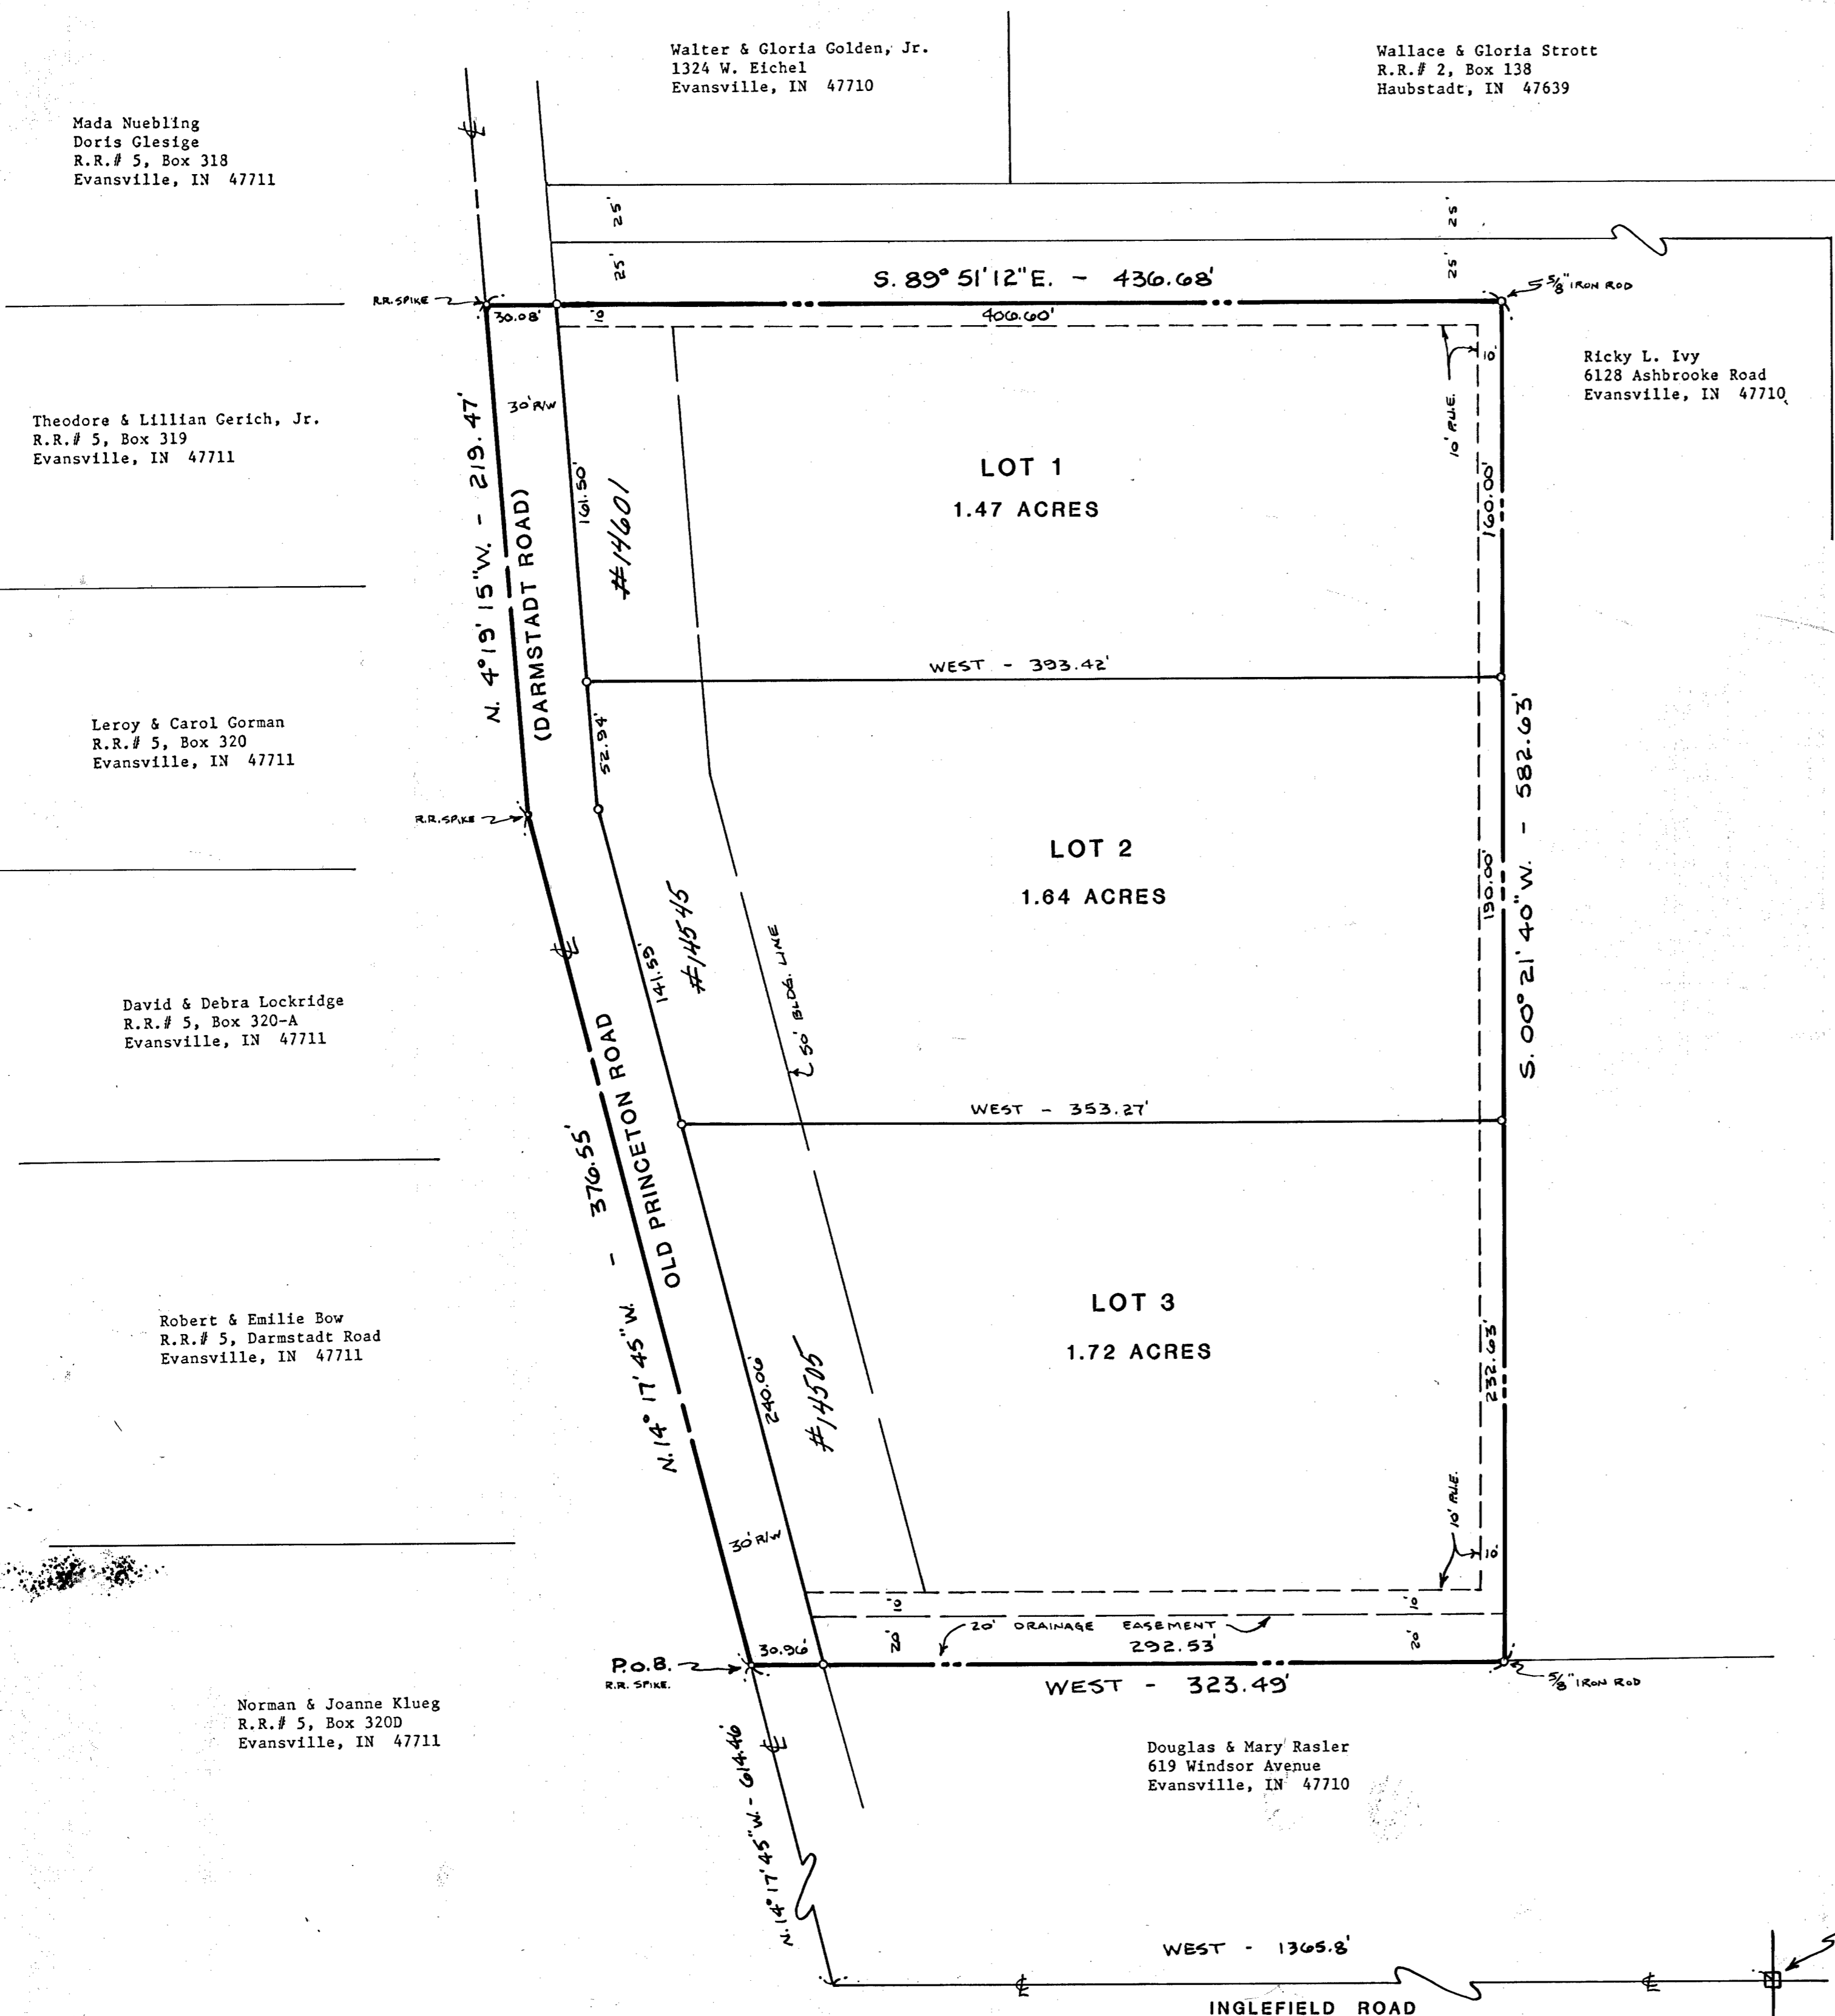 Walter & Gloria Golden, Jr.
1324 W. Eichel
Evansville, IN 47710
Wallace & Gloria Strott
R.R.# 2, Box 138
Haubstadt, IN 47639
Mada Nuebling
Doris Glesige
R.R.# 5, Box 318
Evansville, IN 47711
25'
25'
25'
25'
S. 89° 51' 12" E. - 436.68'
R.R. SPIKE
5/8" IRON ROD
30.08'
10
406.60'
Ricky L. Ivy
6128 Ashbrooke Road
Evansville, IN 47710
10'
10' P.U.E.
30' R/W
Theodore & Lillian Gerich, Jr.
R.R.# 5, Box 319
Evansville, IN 47711
N. 4° 19' 15" W. - 219.47'
(DARMSTADT ROAD)
161.50'
#14601
LOT 1
1.47 ACRES
160.00'
WEST - 393.42'
Leroy & Carol Gorman
R.R.# 5, Box 320
Evansville, IN 47711
52.94'
R.R. SPIKE
S. 00° 21' 40" W. - 582.63'
LOT 2
1.64 ACRES
190.00'
141.59'
#14545
50' BLDG. LINE
David & Debra Lockridge
R.R.# 5, Box 320-A
Evansville, IN 47711
OLD PRINCETON ROAD
WEST - 353.27'
N. 14° 17' 45" W. - 376.55'
Robert & Emilie Bow
R.R.# 5, Darmstadt Road
Evansville, IN 47711
LOT 3
1.72 ACRES
232.63'
240.06'
#14505
10' P.U.E.
10'
30' R/W
10'
10'
20' DRAINAGE EASEMENT
20'
20'
30.96'
292.53'
P.O.B.
R.R. SPIKE.
WEST - 323.49'
5/8" IRON ROD
Norman & Joanne Klueg
R.R.# 5, Box 320D
Evansville, IN 47711
N. 14° 17' 45" W. - 614.46'
Douglas & Mary Rasler
619 Windsor Avenue
Evansville, IN 47710
WEST - 1365.8'
INGLEFIELD ROAD